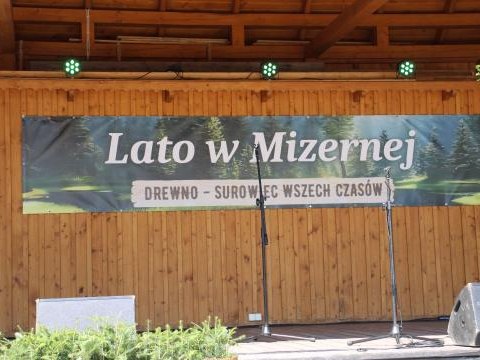 Lato w Mizernej
DREWNO - SUROWIEC WSZECH CZASÓW